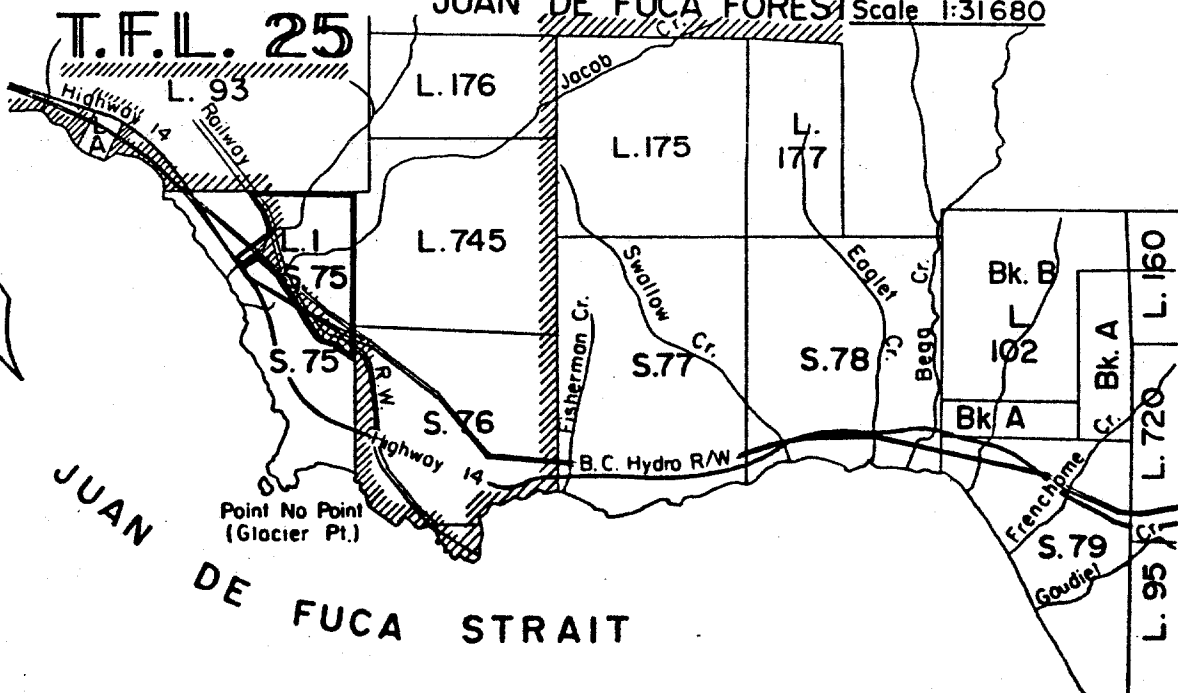 JUAN DE FUCA FOREST
Scale 1:31680
T.F.L. 25
L. 93
Highway 14
Railway
L
A
L. 176
Jacob Cr.
L. 175
L.
177
L. 1
S. 75
L. 745
Swallow Cr.
Eaglet Cr.
Begg Cr.
Bk. B
L
102
Bk. A
L. 160
S. 75
R.W.
S. 76
Fisherman Cr.
S. 77
S. 78
Bk. A
L. 720
Highway 14
B.C. Hydro R/W
Frenchome Cr.
Point No Point
(Glacier Pt.)
S. 79
Goudiel Cr.
L. 95
JUAN DE FUCA STRAIT